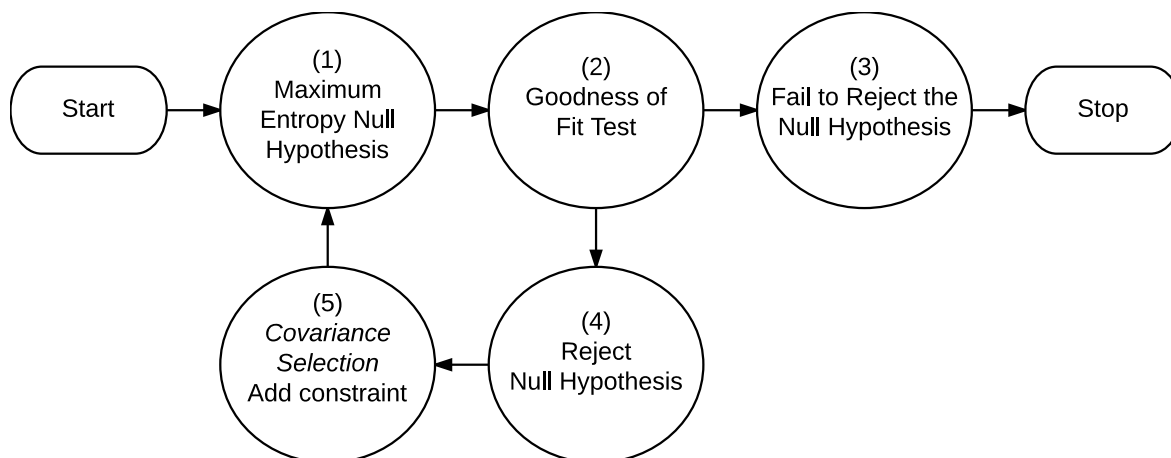 Start
(1)
Maximum
Entropy Null
Hypothesis
(2)
Goodness of
Fit Test
(3)
Fail to Reject the
Null Hypothesis
Stop
(5)
Covariance
Selection
Add constraint
(4)
Reject
Null Hypothesis